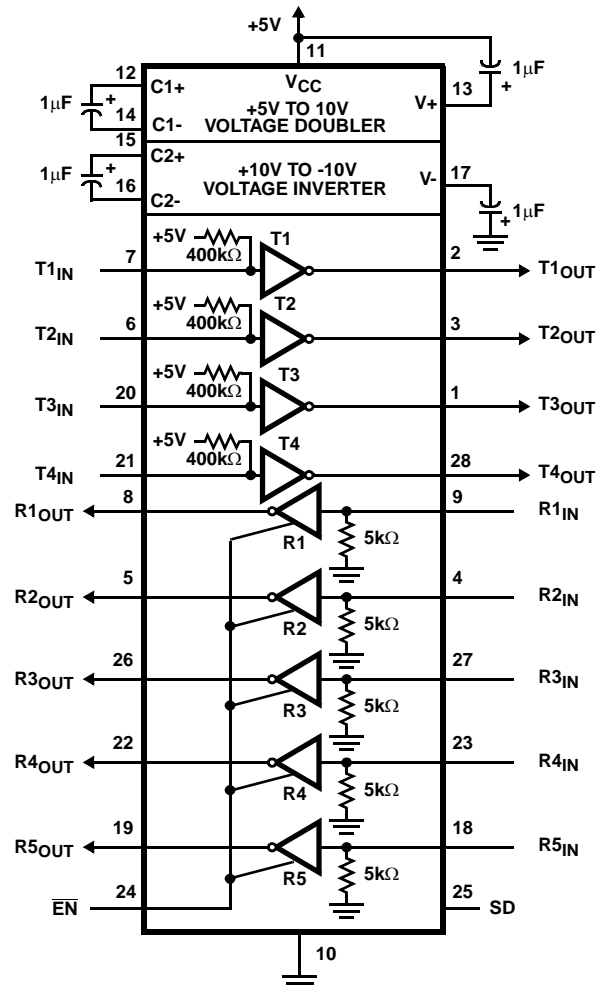 +5V
11
12
C1+
VCC
1µF
1µF
+5V TO 10V
VOLTAGE DOUBLER
13
V+
+
+
14
C1-
15
C2+
1µF
+
+10V TO -10V
VOLTAGE INVERTER
17
V-
16
C2-
1µF
+
+5V
400kΩ
T1
T1IN
7
2
T1OUT
+5V
400kΩ
T2
T2IN
6
3
T2OUT
+5V
400kΩ
T3
T3IN
20
1
T3OUT
+5V
400kΩ
T4
T4IN
21
28
T4OUT
R1OUT
8
9
R1IN
R1
5kΩ
R2OUT
5
4
R2IN
R2
5kΩ
R3OUT
26
27
R3IN
R3
5kΩ
R4OUT
22
23
R4IN
R4
5kΩ
R5OUT
19
18
R5IN
R5
5kΩ
24
E̅N̅
25
SD
10